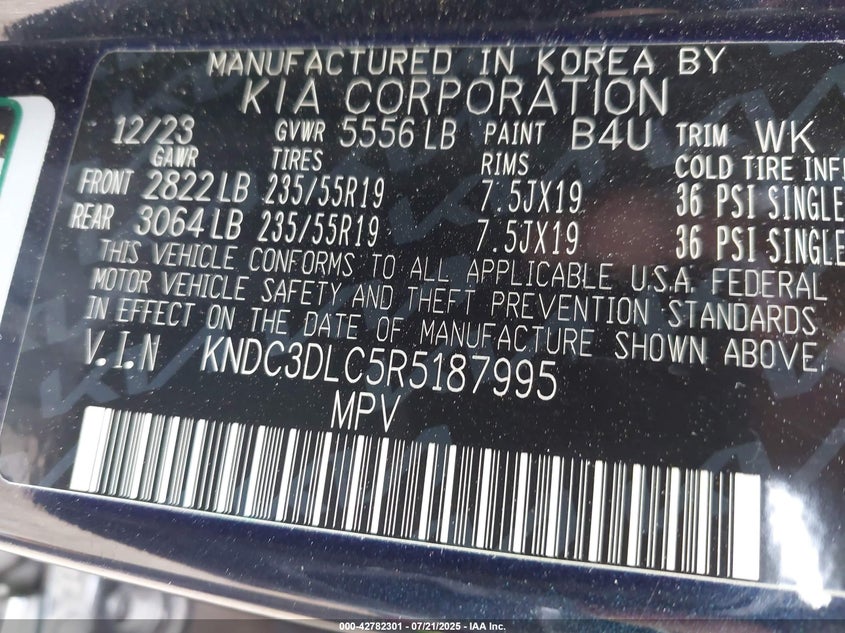 MANUFACTURED IN KOREA BY
KIA CORPORATION
12/23 GVWR 5556 LB PAINT B4U TRIM WK
GAWR TIRES RIMS COLD TIRE INF
FRONT 2822 LB 235/55R19 7.5JX19 36 PSI SINGLE
REAR 3064 LB 235/55R19 7.5JX19 36 PSI SINGLE
THIS VEHICLE CONFORMS TO ALL APPLICABLE U.S.A. FEDERAL
MOTOR VEHICLE SAFETY AND THEFT PREVENTION STANDARDS
IN EFFECT ON THE DATE OF MANUFACTURE SHOWN ABOVE.
V.I.N KNDC3DLC5R5187995
MPV
000-42782301 - 07/21/2025 - IAA Inc.